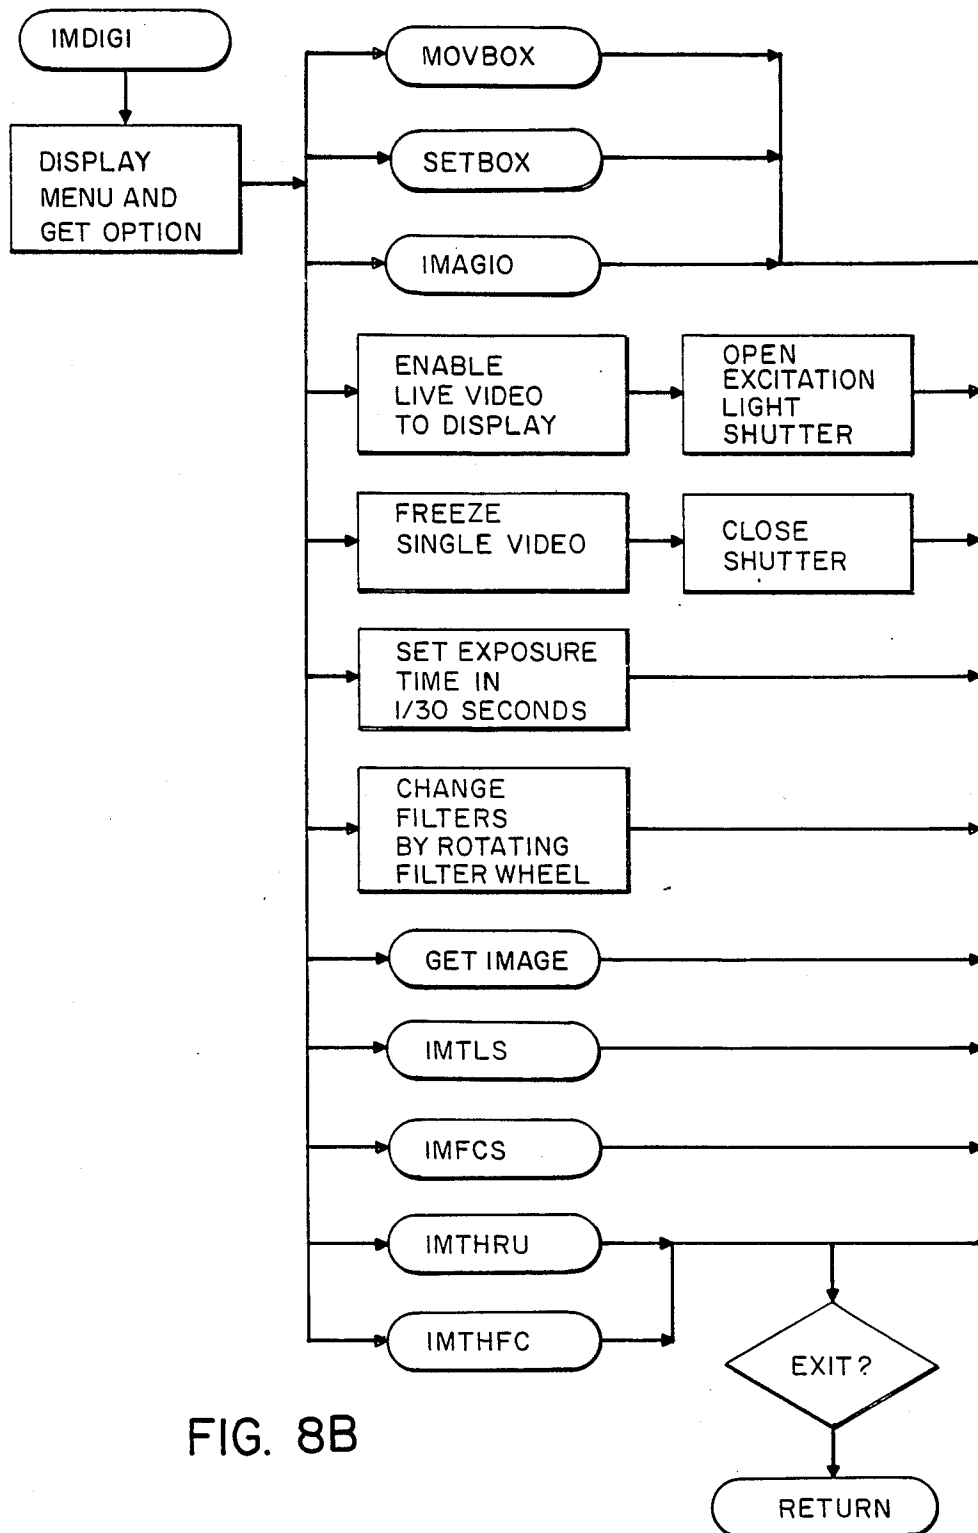 IMDIGI
DISPLAY
MENU AND
GET OPTION
MOVBOX
SETBOX
IMAGIO
ENABLE
LIVE VIDEO
TO DISPLAY
OPEN
EXCITATION
LIGHT
SHUTTER
FREEZE
SINGLE VIDEO
CLOSE
SHUTTER
SET EXPOSURE
TIME IN
1/30 SECONDS
CHANGE
FILTERS
BY ROTATING
FILTER WHEEL
GET IMAGE
IMTLS
IMFCS
IMTHRU
IMTHFC
EXIT?
RETURN
FIG. 8B